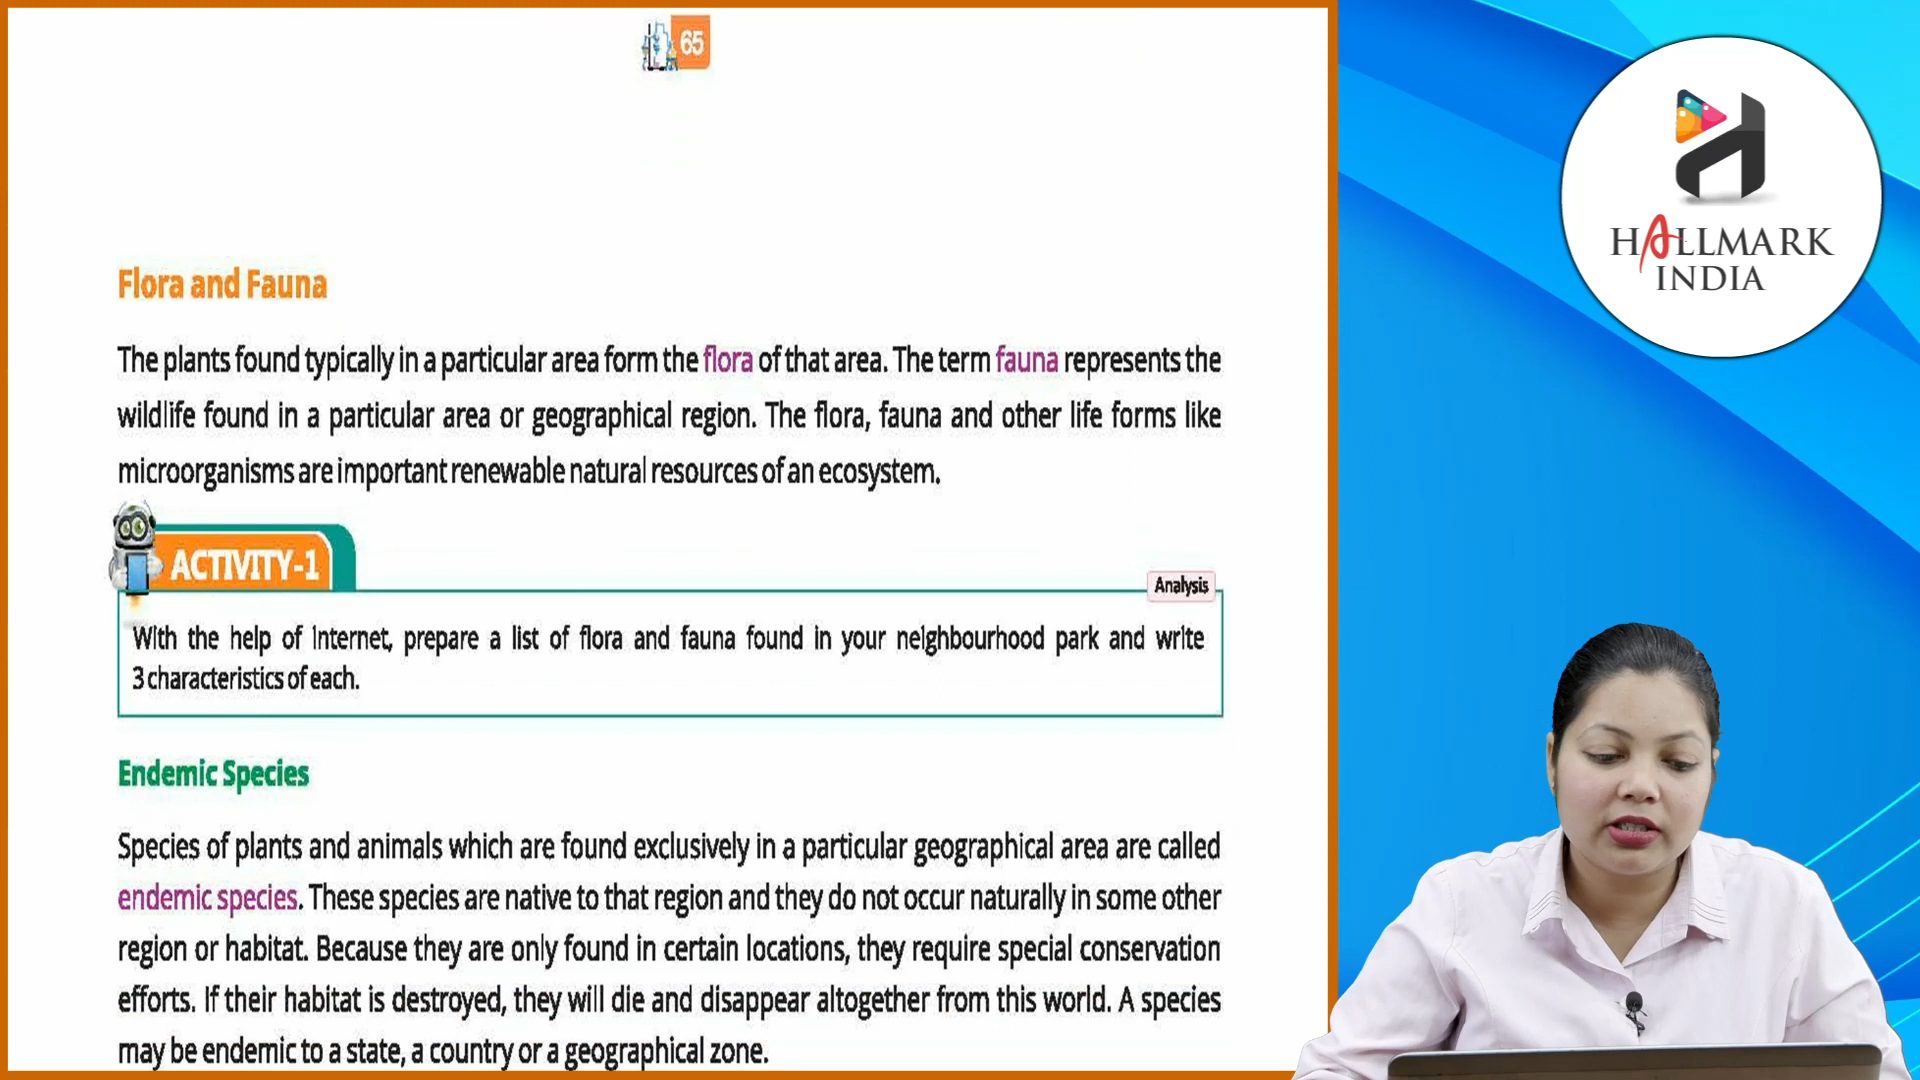 65
HALLMARK
INDIA
Flora and Fauna
The plants found typically in a particular area form the flora of that area. The term fauna represents the
wildlife found in a particular area or geographical region. The flora, fauna and other life forms like
microorganisms are important renewable natural resources of an ecosystem.
ACTIVITY-1
Analysis
With the help of internet, prepare a list of flora and fauna found in your neighbourhood park and write
3 characteristics of each.
Endemic Species
Species of plants and animals which are found exclusively in a particular geographical area are called
endemic species. These species are native to that region and they do not occur naturally in some other
region or habitat. Because they are only found in certain locations, they require special conservation
efforts. If their habitat is destroyed, they will die and disappear altogether from this world. A species
may be endemic to a state, a country or a geographical zone.